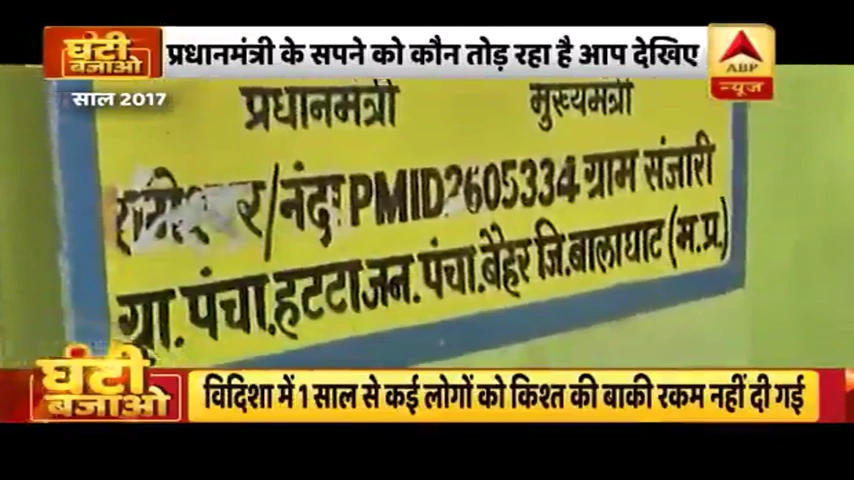 घंटी बजाओ
प्रधानमंत्री के सपने को कौन तोड़ रहा है आप देखिए
ABP
न्यूज़
साल 2017
प्रधानमंत्री मुख्यमंत्री
/नंदा PMID2605334 ग्राम संजारी
ग्रा.पंचा.हटटा जन.पंचा.बैहर जि.बालाघाट (म.प्र.)
घंटी
बजाओ
विदिशा में 1 साल से कई लोगों को किश्त की बाकी रकम नहीं दी गई